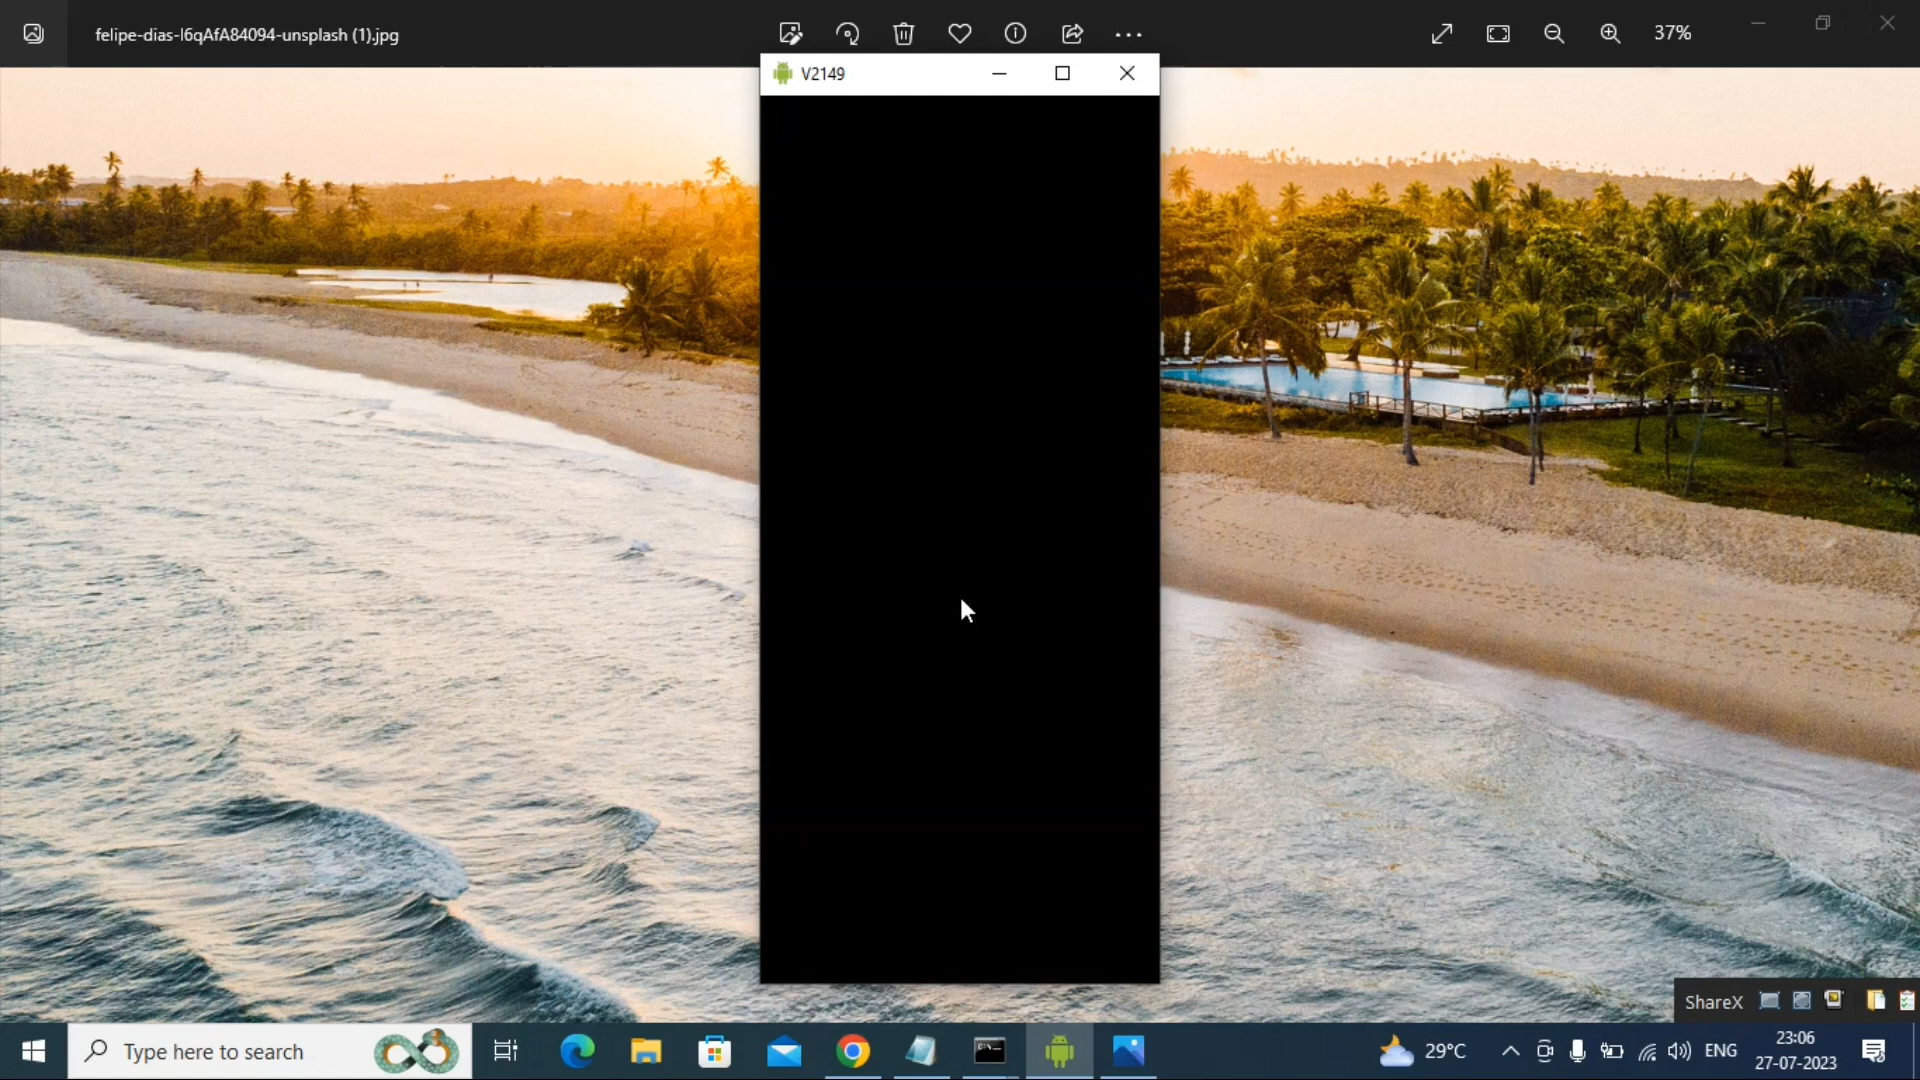 felipe-dias-I6qAfA84094-unsplash (1).jpg
37%
V2149
ShareX
Type here to search
29°C
ENG
23:06
27-07-2023